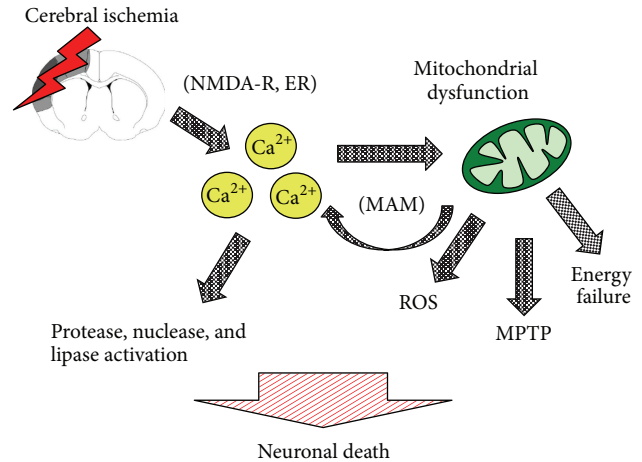 Cerebral ischemia
(NMDA-R, ER)
Mitochondrial
dysfunction
Ca²⁺
Ca²⁺
Ca²⁺
(MAM)
ROS
MPTP
Energy
failure
Protease, nuclease, and
lipase activation
Neuronal death